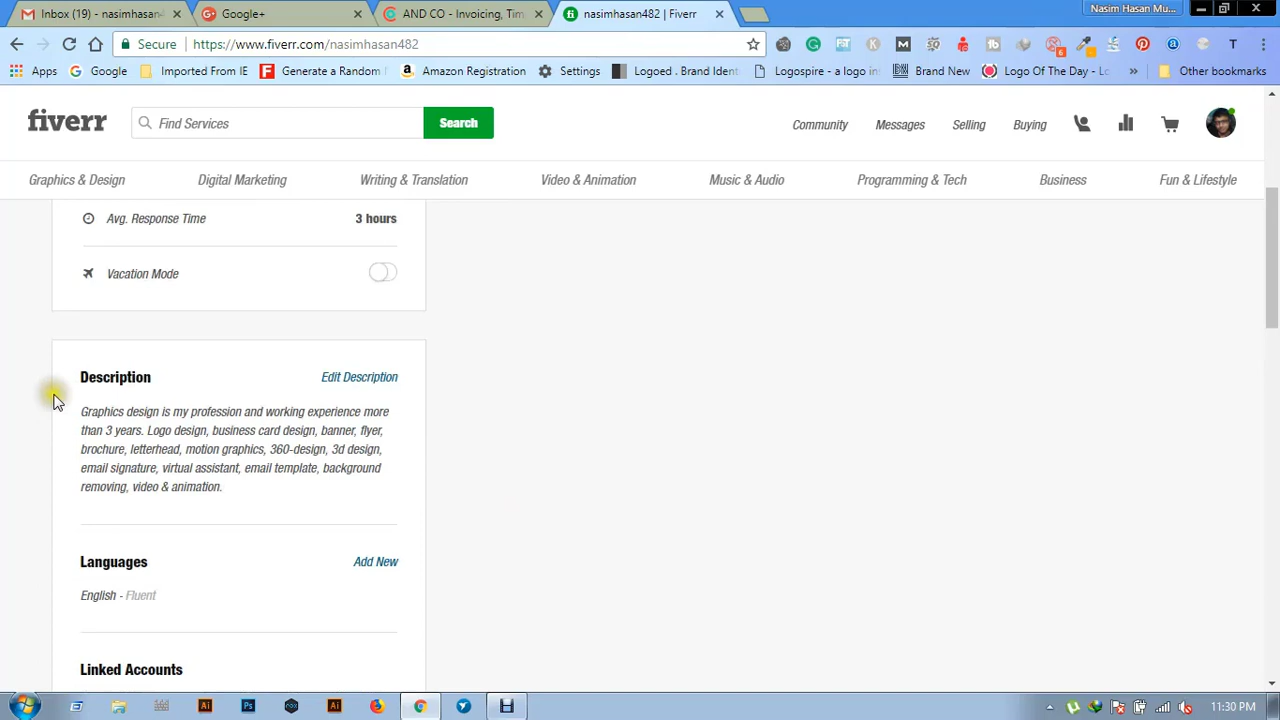 Inbox (19) - nasimhasan4
Google+
AND CO - Invoicing, Tim
nasimhasan482 | Fiverr
Nasim Hasan Mu...
Secure
https://www.fiverr.com/nasimhasan482
Apps
Google
Imported From IE
Generate a Random
Amazon Registration
Settings
Logoed . Brand Ident
Logospire - a logo in
Brand New
Logo Of The Day - Lo
»
Other bookmarks
fiverr
Find Services
Search
Community
Messages
Selling
Buying
Graphics & Design
Digital Marketing
Writing & Translation
Video & Animation
Music & Audio
Programming & Tech
Business
Fun & Lifestyle
Avg. Response Time
3 hours
Vacation Mode
Description
Edit Description
Graphics design is my profession and working experience more
than 3 years. Logo design, business card design, banner, flyer,
brochure, letterhead, motion graphics, 360-design, 3d design,
email signature, virtual assistant, email template, background
removing, video & animation.
Languages
Add New
English - Fluent
Linked Accounts
11:30 PM